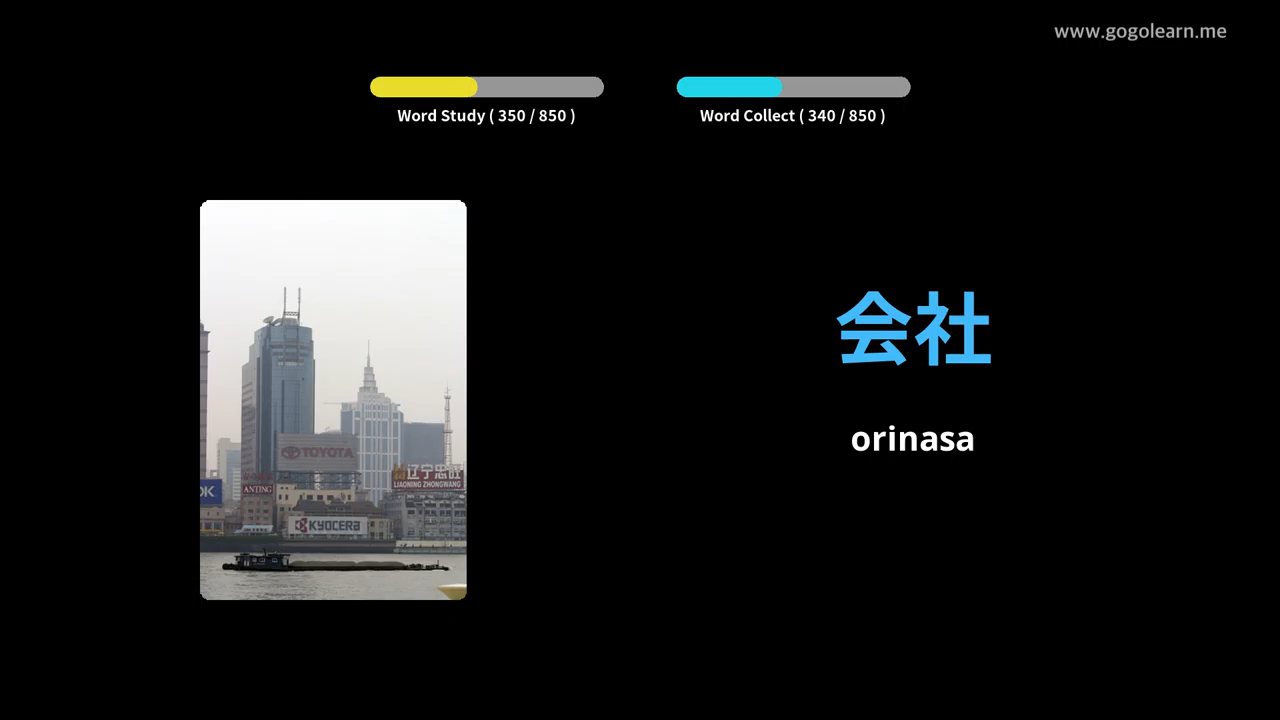 www.gogolearn.me
Word Study ( 350 / 850 )
Word Collect ( 340 / 850 )
会社
orinasa
TOYOTA
辽宁忠旺
LIAONING ZHONGWANG
ANTING
KYOCERA